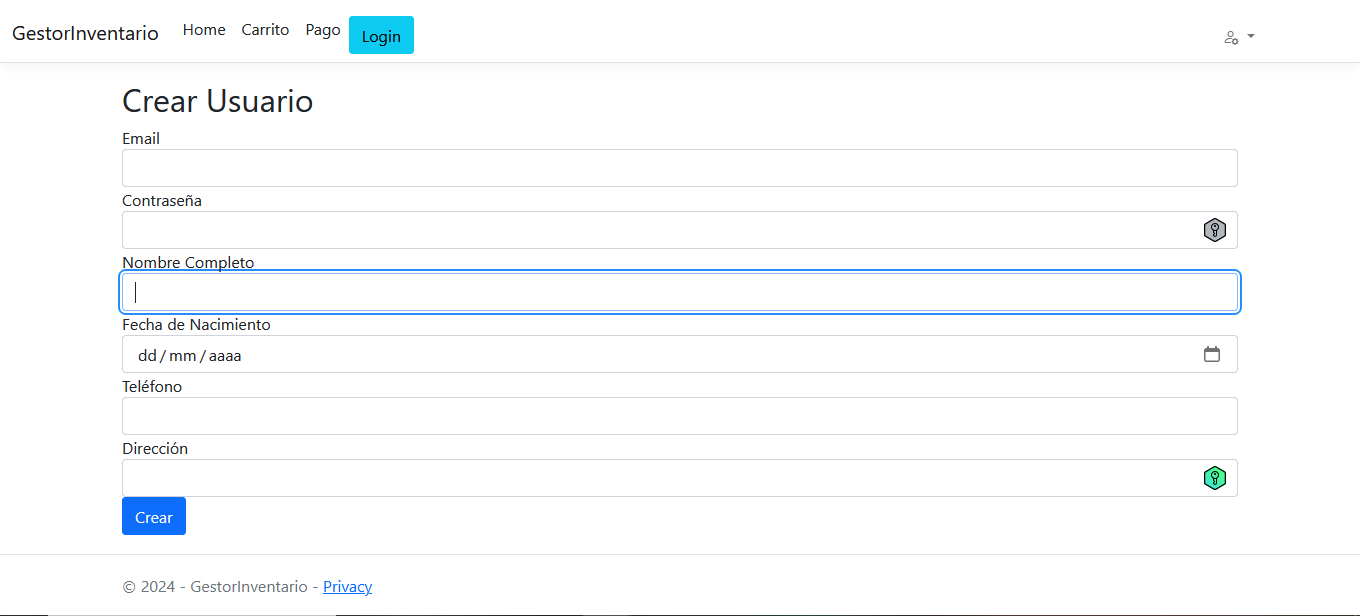 GestorInventario Home Carrito Pago Login
Crear Usuario
Email
Contraseña
Nombre Completo
Fecha de Nacimiento
dd/mm/aaaa
Teléfono
Dirección
Crear
© 2024 - GestorInventario - Privacy